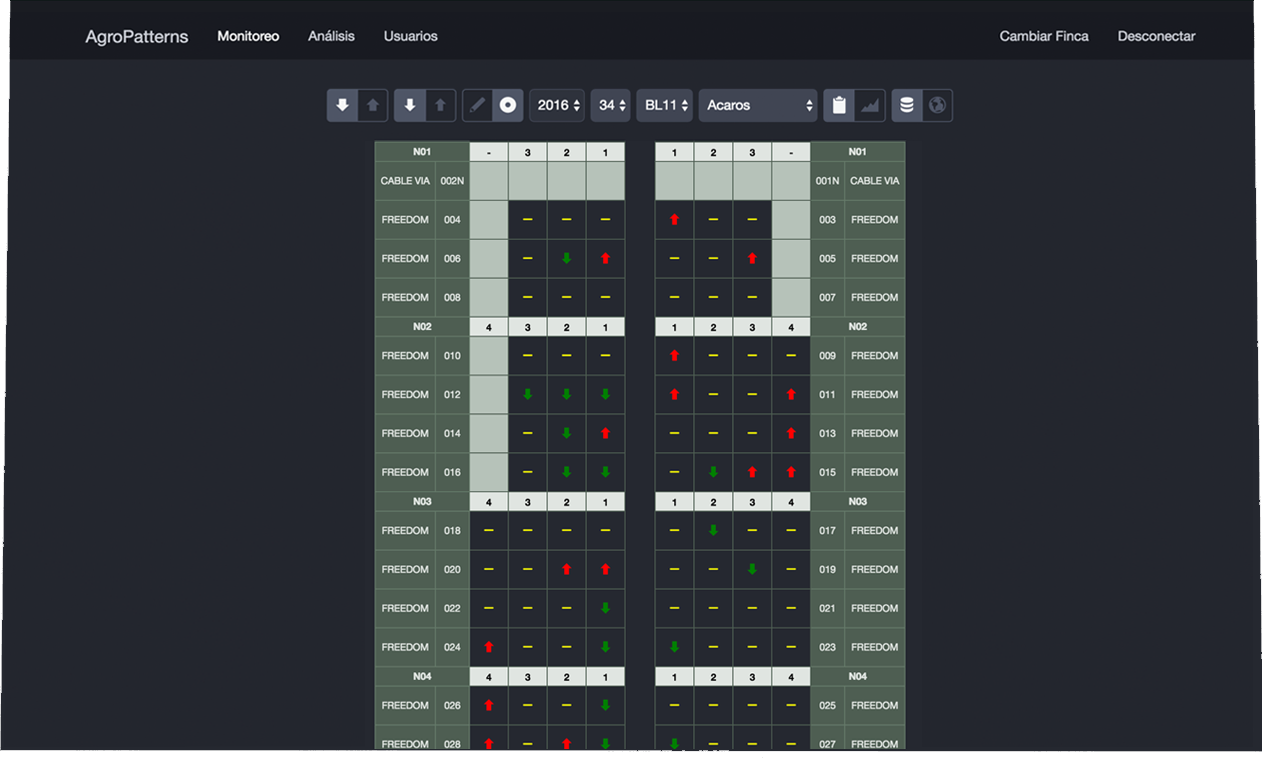 AgroPatterns Monitoreo Análisis Usuarios Cambiar Finca Desconectar
2016 34 BL11 Acaros
N01 - 3 2 1 1 2 3 - N01
CABLE VIA 002N 001N CABLE VIA
FREEDOM 004 – – – – – 003 FREEDOM
FREEDOM 006 – – – 005 FREEDOM
FREEDOM 008 – – – – – – 007 FREEDOM
N02 4 3 2 1 1 2 3 4 N02
FREEDOM 010 – – – – – – 009 FREEDOM
FREEDOM 012 – – 011 FREEDOM
FREEDOM 014 – – – – 013 FREEDOM
FREEDOM 016 – – 015 FREEDOM
N03 4 3 2 1 1 2 3 4 N03
FREEDOM 018 – – – – – – – 017 FREEDOM
FREEDOM 020 – – – – – 019 FREEDOM
FREEDOM 022 – – – – – – – 021 FREEDOM
FREEDOM 024 – – – – – 023 FREEDOM
N04 4 3 2 1 1 2 3 4 N04
FREEDOM 026 – – – – – – 025 FREEDOM
FREEDOM 028 – – – – 027 FREEDOM